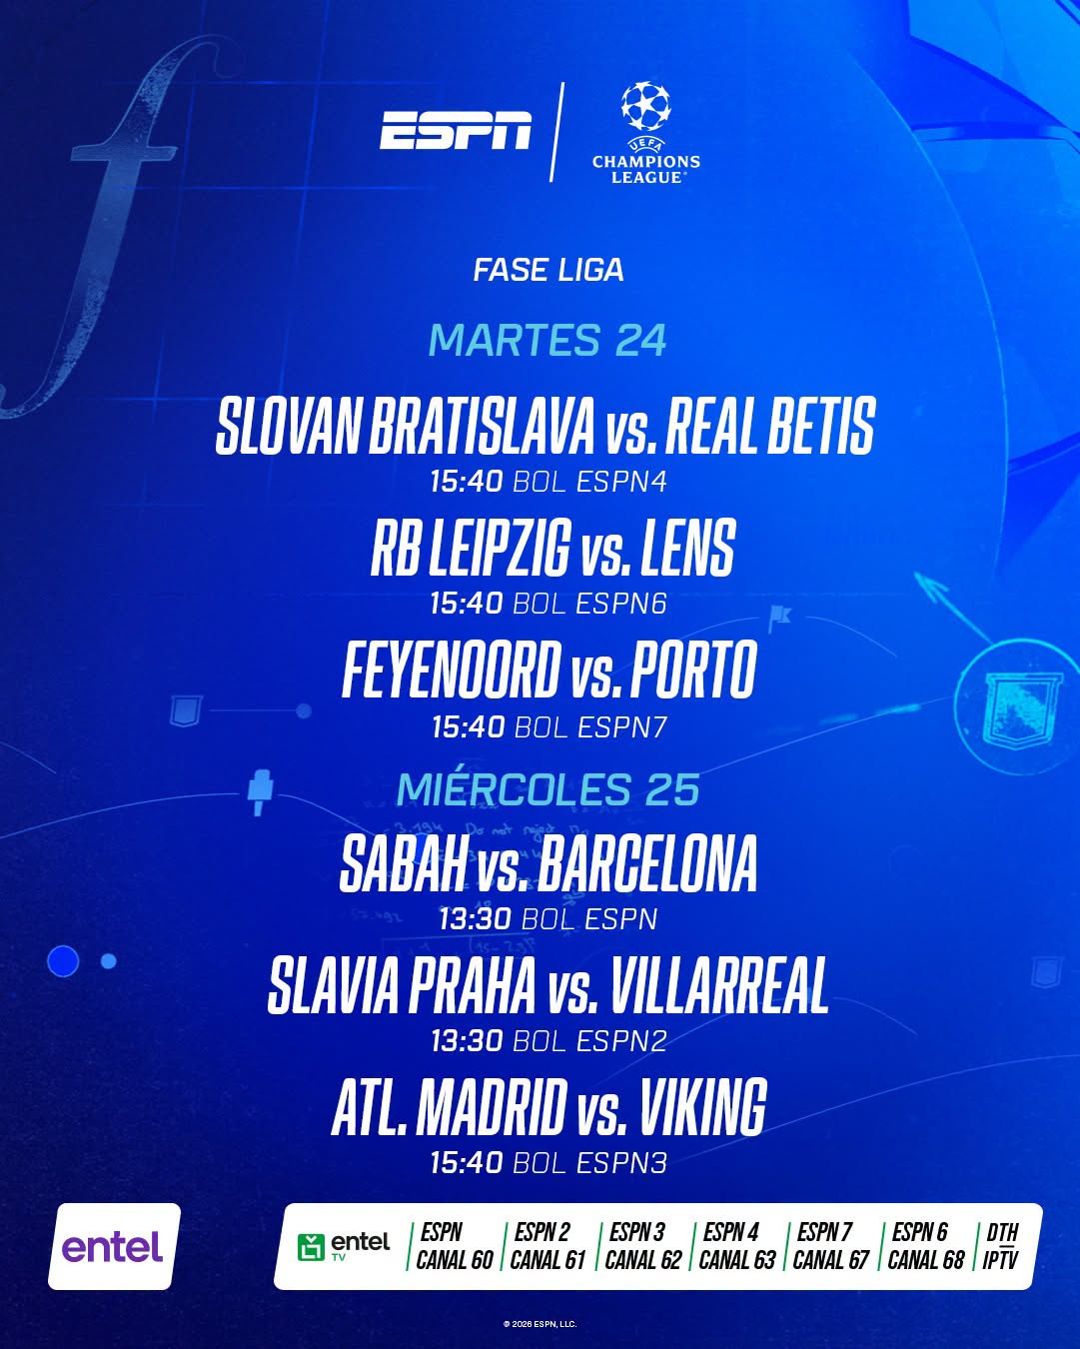 ESPN
UEFA
CHAMPIONS
LEAGUE®
FASE LIGA
MARTES 24
SLOVAN BRATISLAVA vs. REAL BETIS
15:40 BOL ESPN4
RB LEIPZIG vs. LENS
15:40 BOL ESPN6
FEYENOORD vs. PORTO
15:40 BOL ESPN7
MIÉRCOLES 25
SABAH vs. BARCELONA
13:30 BOL ESPN
SLAVIA PRAHA vs. VILLARREAL
13:30 BOL ESPN2
ATL. MADRID vs. VIKING
15:40 BOL ESPN3
entel
entel
TV
ESPN
CANAL 60
ESPN 2
CANAL 61
ESPN 3
CANAL 62
ESPN 4
CANAL 63
ESPN 7
CANAL 67
ESPN 6
CANAL 68
DTH
IPTV
© 2026 ESPN, LLC.